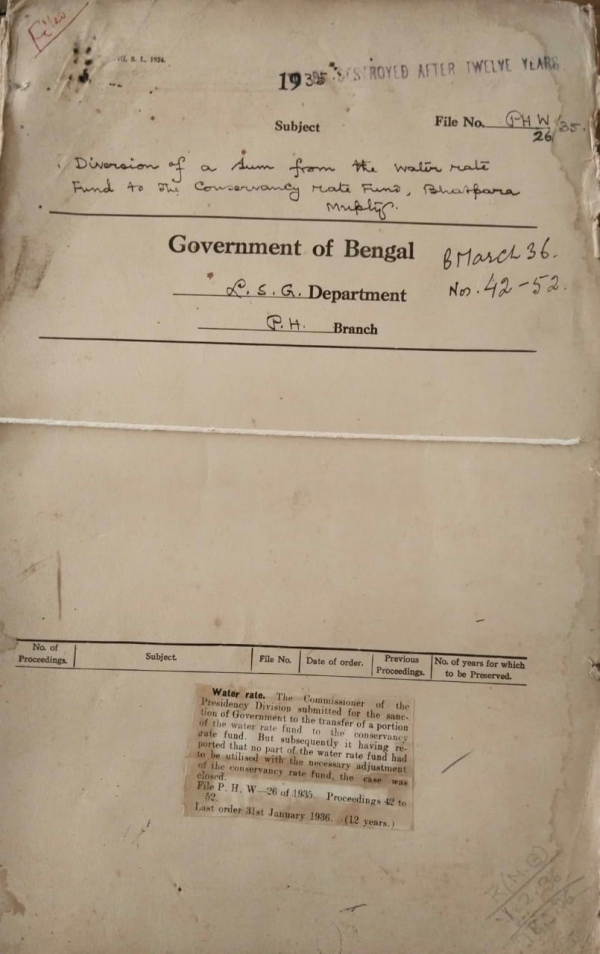 Files
1935 DESTROYED AFTER TWELVE YEARS
Subject
File No. P H W 26/35.
Diversion of a sum from the water rate
Fund to the Conservancy rate Fund, Bhatpara
Muplty.
Government of Bengal
B March 36.
L. S. G. Department
Nos. 42-52.
P. H. Branch
No. of Proceedings. Subject. File No. Date of order. Previous Proceedings. No. of years for which to be Preserved.
Water rate. The Commissioner of the
Presidency Division submitted for the sanc-
tion of Government to the transfer of a portion
of the water rate fund to the conservancy
rate fund. But subsequently it having re-
ported that no part of the water rate fund had
to be utilised with the necessary adjustment
of the conservancy rate fund, the case was
closed.
File P. H. W—26 of 1935. Proceedings 42 to
52.
Last order 31st January 1936. (12 years.)